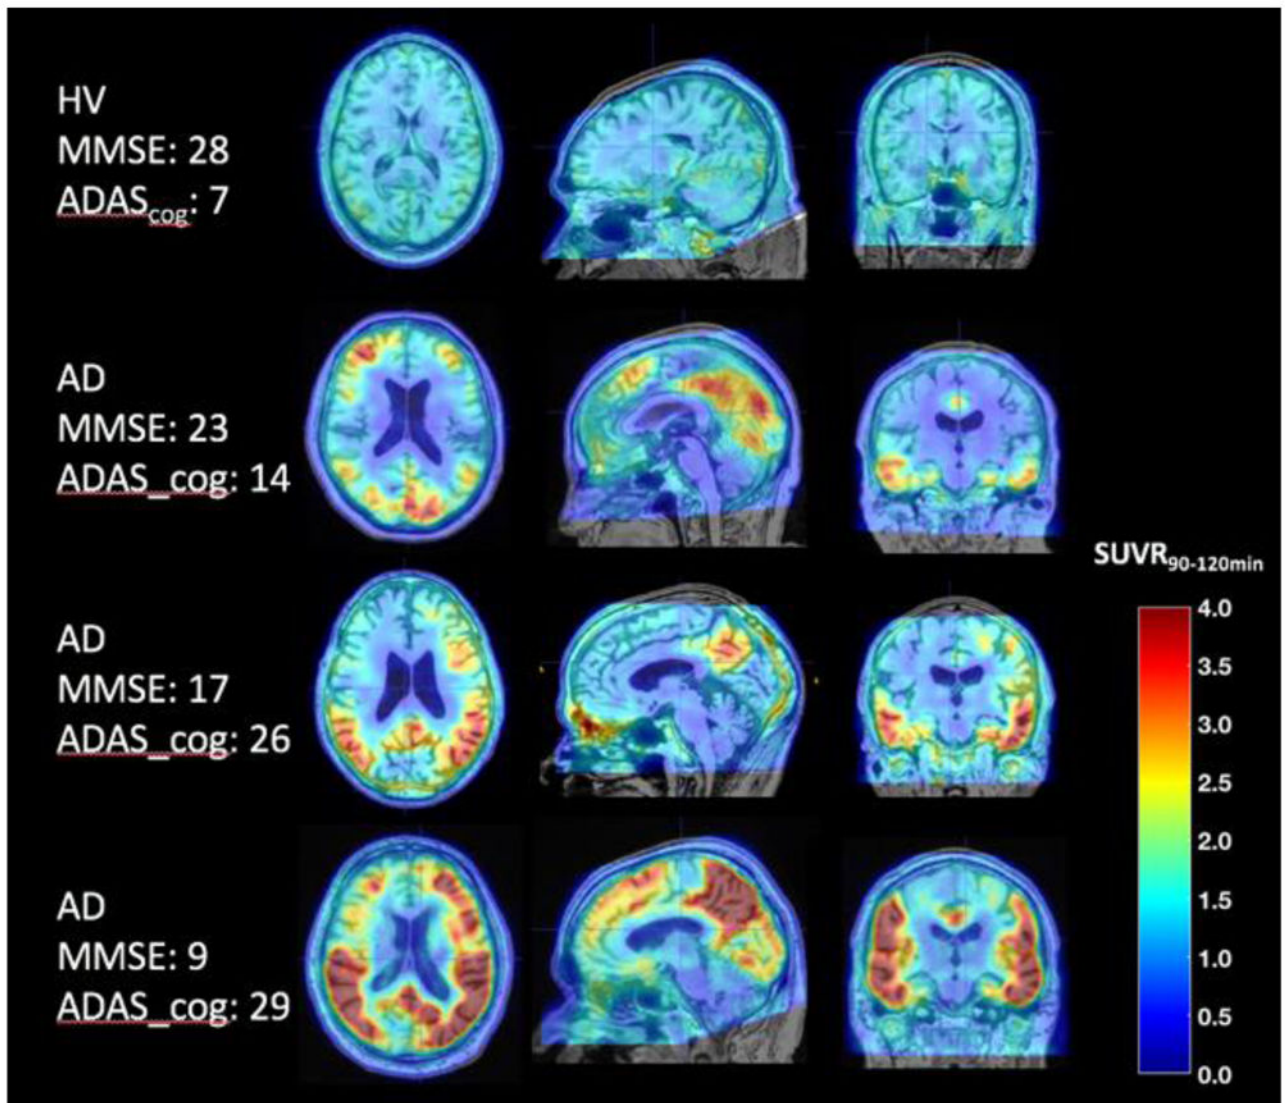 HV
MMSE: 28
ADAScog: 7
AD
MMSE: 23
ADAS_cog: 14
AD
MMSE: 17
ADAS_cog: 26
AD
MMSE: 9
ADAS_cog: 29
SUVR90-120min
4.0
3.5
3.0
2.5
2.0
1.5
1.0
0.5
0.0